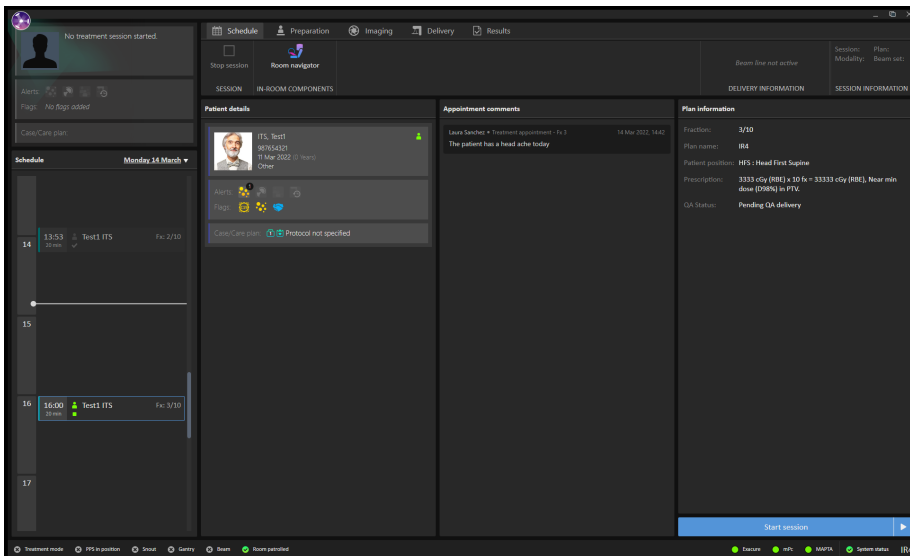 No treatment session started.
Alerts:
Flags: No flags added
Case/Care plan:
Schedule Monday 14 March
14 13:53 Test1 ITS Fx: 2/10
20 min
15
16 16:00 Test1 ITS Fx: 3/10
20 min
17
Schedule Preparation Imaging Delivery Results
Stop session Room navigator
SESSION IN-ROOM COMPONENTS
Beam line not active
DELIVERY INFORMATION
Session: Plan:
Modality: Beam set:
SESSION INFORMATION
Patient details
ITS, Test1
987654321
11 Mar 2022 (0 Years)
Other
Alerts:
Flags:
Case/Care plan: Protocol not specified
Appointment comments
Laura Sanchez • Treatment appointment - Fx 3 14 Mar 2022, 14:42
The patient has a head ache today
Plan information
Fraction: 3/10
Plan name: IR4
Patient position: HFS : Head First Supine
Prescription: 3333 cGy (RBE) x 10 fx = 33333 cGy (RBE), Near min
dose (D98%) in PTV.
QA Status: Pending QA delivery
Start session
Treatment mode PPS in position Snout Gantry Beam Room patrolled
Exacure mPc MAPTA System status IR4